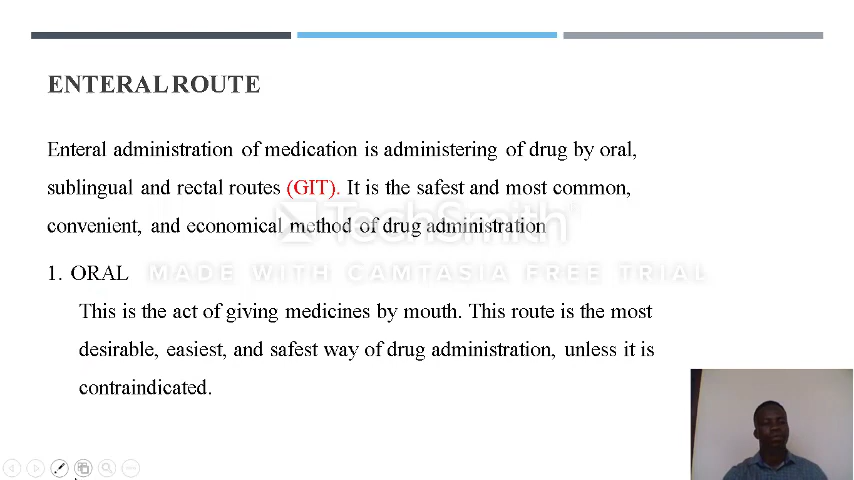 ENTERAL ROUTE
Enteral administration of medication is administering of drug by oral,
sublingual and rectal routes (GIT). It is the safest and most common,
convenient, and economical method of drug administration
TechSmith
MADE WITH CAMTASIA FREE TRIAL
1. ORAL
This is the act of giving medicines by mouth. This route is the most
desirable, easiest, and safest way of drug administration, unless it is
contraindicated.